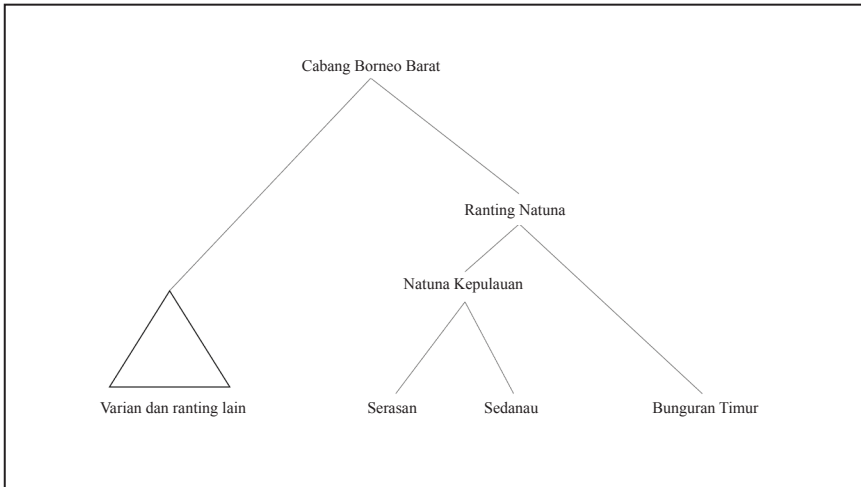 Cabang Borneo Barat
Ranting Natuna
Natuna Kepulauan
Varian dan ranting lain
Serasan
Sedanau
Bunguran Timur